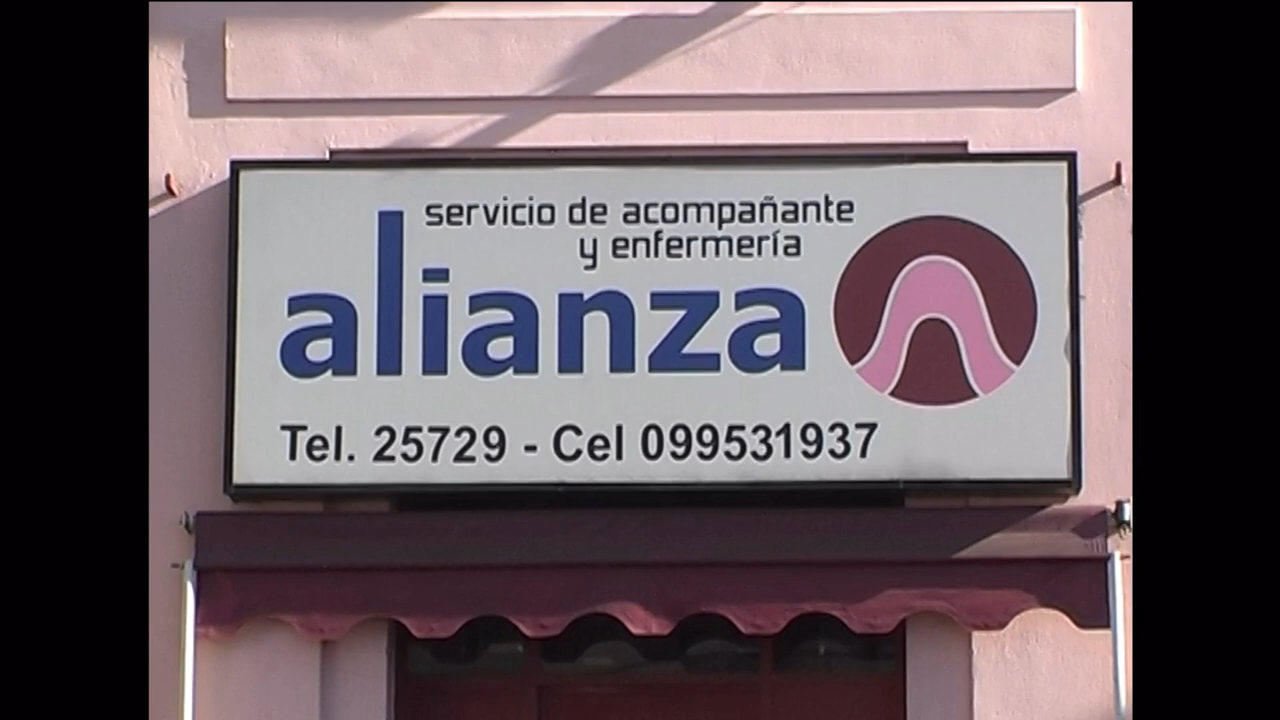 servicio de acompañante
y enfermería
alianza
Tel. 25729 - Cel 099531937